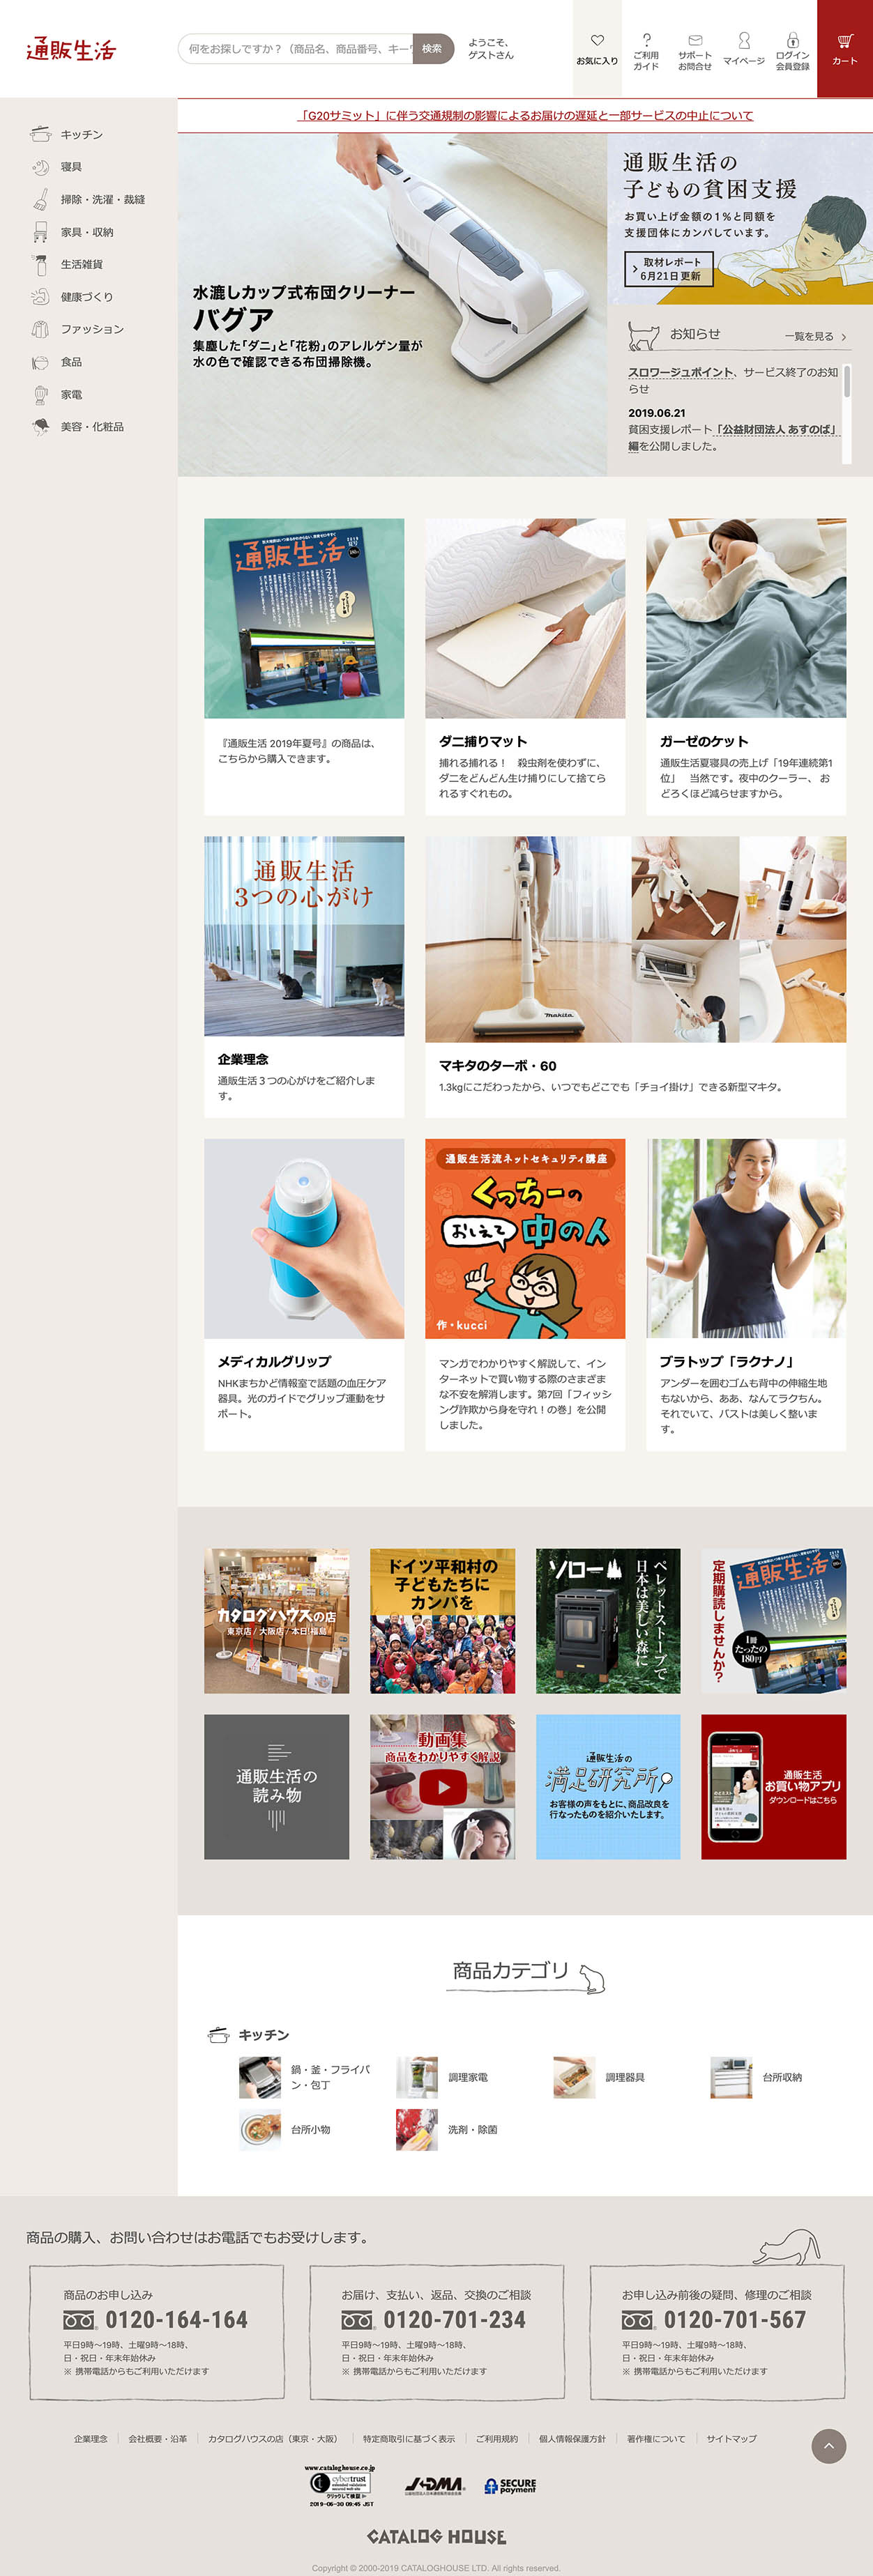 通販生活
何をお探しですか？（商品名、商品番号、キーワ
検索
ようこそ、
ゲストさん
お気に入り
ご利用
ガイド
サポート
お問合せ
マイページ
ログイン
会員登録
カート
キッチン
寝具
掃除・洗濯・裁縫
家具・収納
生活雑貨
健康づくり
ファッション
食品
家電
美容・化粧品
「G20サミット」に伴う交通規制の影響によるお届けの遅延と一部サービスの中止について
水漉しカップ式布団クリーナー
バグア
集塵した「ダニ」と「花粉」のアレルゲン量が
水の色で確認できる布団掃除機。
通販生活の
子どもの貧困支援
お買い上げ金額の1％と同額を
支援団体にカンパしています。
取材レポート
6月21日更新
お知らせ
一覧を見る
スロワージュポイント、サービス終了のお知
らせ
2019.06.21
貧困支援レポート「公益財団法人 あすのば」
編を公開しました。
通販生活
『通販生活 2019年夏号』の商品は、
こちらから購入できます。
ダニ捕りマット
捕れる捕れる！　殺虫剤を使わずに、
ダニをどんどん生け捕りにして捨てら
れるすぐれもの。
ガーゼのケット
通販生活夏寝具の売上げ「19年連続第1
位」　当然です。夜中のクーラー、 お
どろくほど減らせますから。
通販生活
3つの心がけ
企業理念
通販生活３つの心がけをご紹介しま
す。
makita
マキタのターボ・60
1.3kgにこだわったから、いつでもどこでも「チョイ掛け」できる新型マキタ。
メディカルグリップ
NHKまちかど情報室で話題の血圧ケア
器具。光のガイドでグリップ運動をサ
ポート。
通販生活流ネットセキュリティ講座
くっちーの
おしえて
中の人
作・kucci
マンガでわかりやすく解説して、イン
ターネットで買い物する際のさまざま
な不安を解消します。第7回「フィッシ
ング詐欺から身を守れ！の巻」を公開
しました。
ブラトップ「ラクナノ」
アンダーを囲むゴムも背中の伸縮生地
もないから、ああ、なんてラクちん。
それでいて、バストは美しく整いま
す。
カタログハウスの店
東京店/大阪店/本日!福島
ドイツ平和村の
子どもたちに
カンパを
ソロー
ペレットストーブで
日本は美しい森に
定期購読しませんか？
通販生活
1冊
たったの
180円
通販生活の
読み物
動画集
商品をわかりやすく解説
通販生活の
満足研究所
お客様の声をもとに、商品改良を
行なったものを紹介いたします。
通販生活
お買い物アプリ
ダウンロードはこちら
商品カテゴリ
キッチン
鍋・釜・フライパ
ン・包丁
調理家電
調理器具
台所収納
台所小物
洗剤・除菌
商品の購入、お問い合わせはお電話でもお受けします。
商品のお申し込み
0120-164-164
平日9時〜19時、土曜9時〜18時、
日・祝日・年末年始休み
※ 携帯電話からもご利用いただけます
お届け、支払い、返品、交換のご相談
0120-701-234
平日9時〜19時、土曜9時〜18時、
日・祝日・年末年始休み
※ 携帯電話からもご利用いただけます
お申し込み前後の疑問、修理のご相談
0120-701-567
平日9時〜19時、土曜9時〜18時、
日・祝日・年末年始休み
※ 携帯電話からもご利用いただけます
企業理念
会社概要・沿革
カタログハウスの店（東京・大阪）
特定商取引に基づく表示
ご利用規約
個人情報保護方針
著作権について
サイトマップ
www.cataloghouse.co.jp
cybertrust
クリックして検証
2019-06-30 09:45 JST
JADMA
SECURE
payment
CATALOG HOUSE
Copyright © 2000-2019 CATALOGHOUSE LTD. All rights reserved.